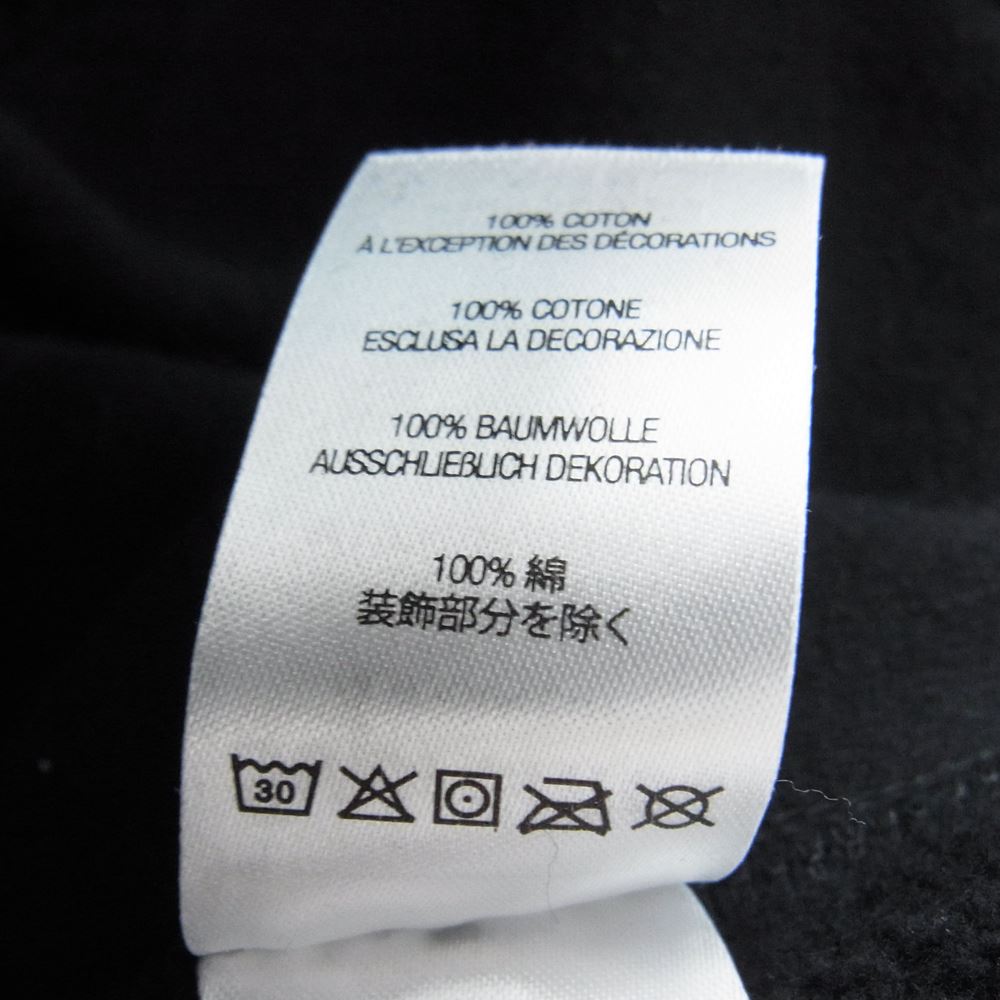 100% COTON
À L'EXCEPTION DES DÉCORATIONS
100% COTONE
ESCLUSA LA DECORAZIONE
100% BAUMWOLLE
AUSSCHLIEßLICH DEKORATION
100% 綿
装飾部分を除く
30